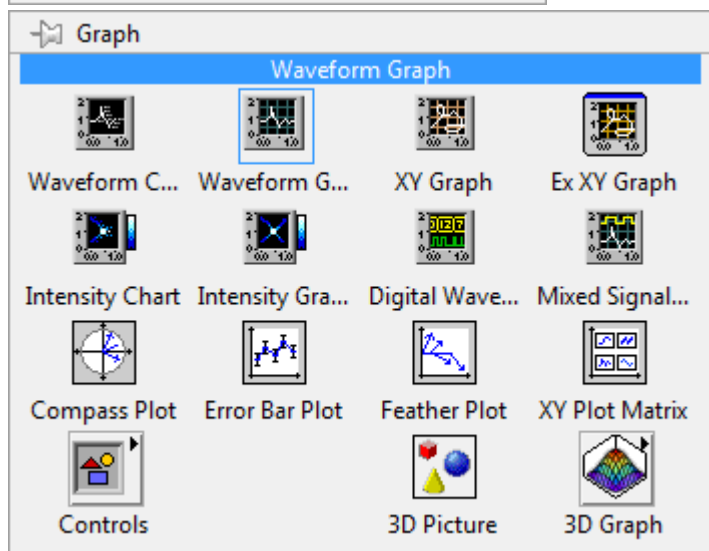 Graph
Waveform Graph
Waveform C... Waveform G... XY Graph Ex XY Graph
Intensity Chart Intensity Gra... Digital Wave... Mixed Signal...
Compass Plot Error Bar Plot Feather Plot XY Plot Matrix
Controls 3D Picture 3D Graph